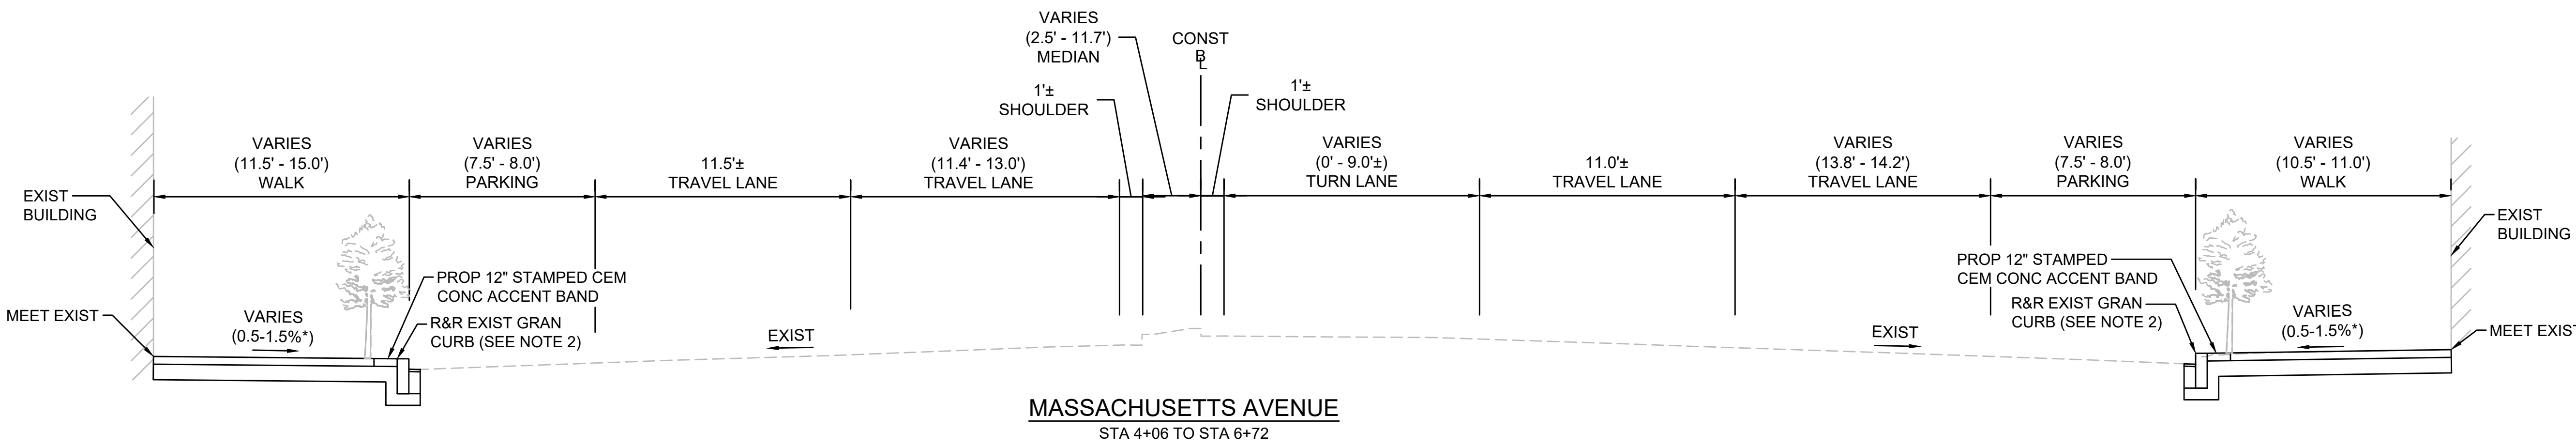 VARIES
(2.5' - 11.7')
MEDIAN
CONST
BL
1'±
SHOULDER
1'±
SHOULDER
VARIES
(11.5' - 15.0')
WALK
VARIES
(7.5' - 8.0')
PARKING
11.5'±
TRAVEL LANE
VARIES
(11.4' - 13.0')
TRAVEL LANE
VARIES
(0' - 9.0'±)
TURN LANE
11.0'±
TRAVEL LANE
VARIES
(13.8' - 14.2')
TRAVEL LANE
VARIES
(7.5' - 8.0')
PARKING
VARIES
(10.5' - 11.0')
WALK
EXIST
BUILDING
EXIST
BUILDING
PROP 12" STAMPED CEM
CONC ACCENT BAND
R&R EXIST GRAN
CURB (SEE NOTE 2)
MEET EXIST
VARIES
(0.5-1.5%*)
EXIST
EXIST
PROP 12" STAMPED
CEM CONC ACCENT BAND
R&R EXIST GRAN
CURB (SEE NOTE 2)
VARIES
(0.5-1.5%*)
MEET EXIST
MASSACHUSETTS AVENUE
STA 4+06 TO STA 6+72